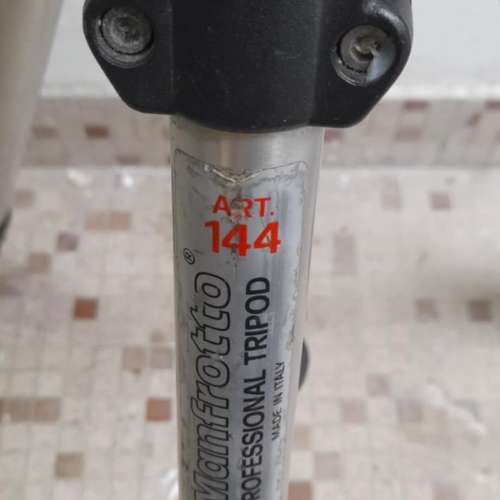 ART.
144
Manfrotto®
PROFESSIONAL TRIPOD
MADE IN ITALY